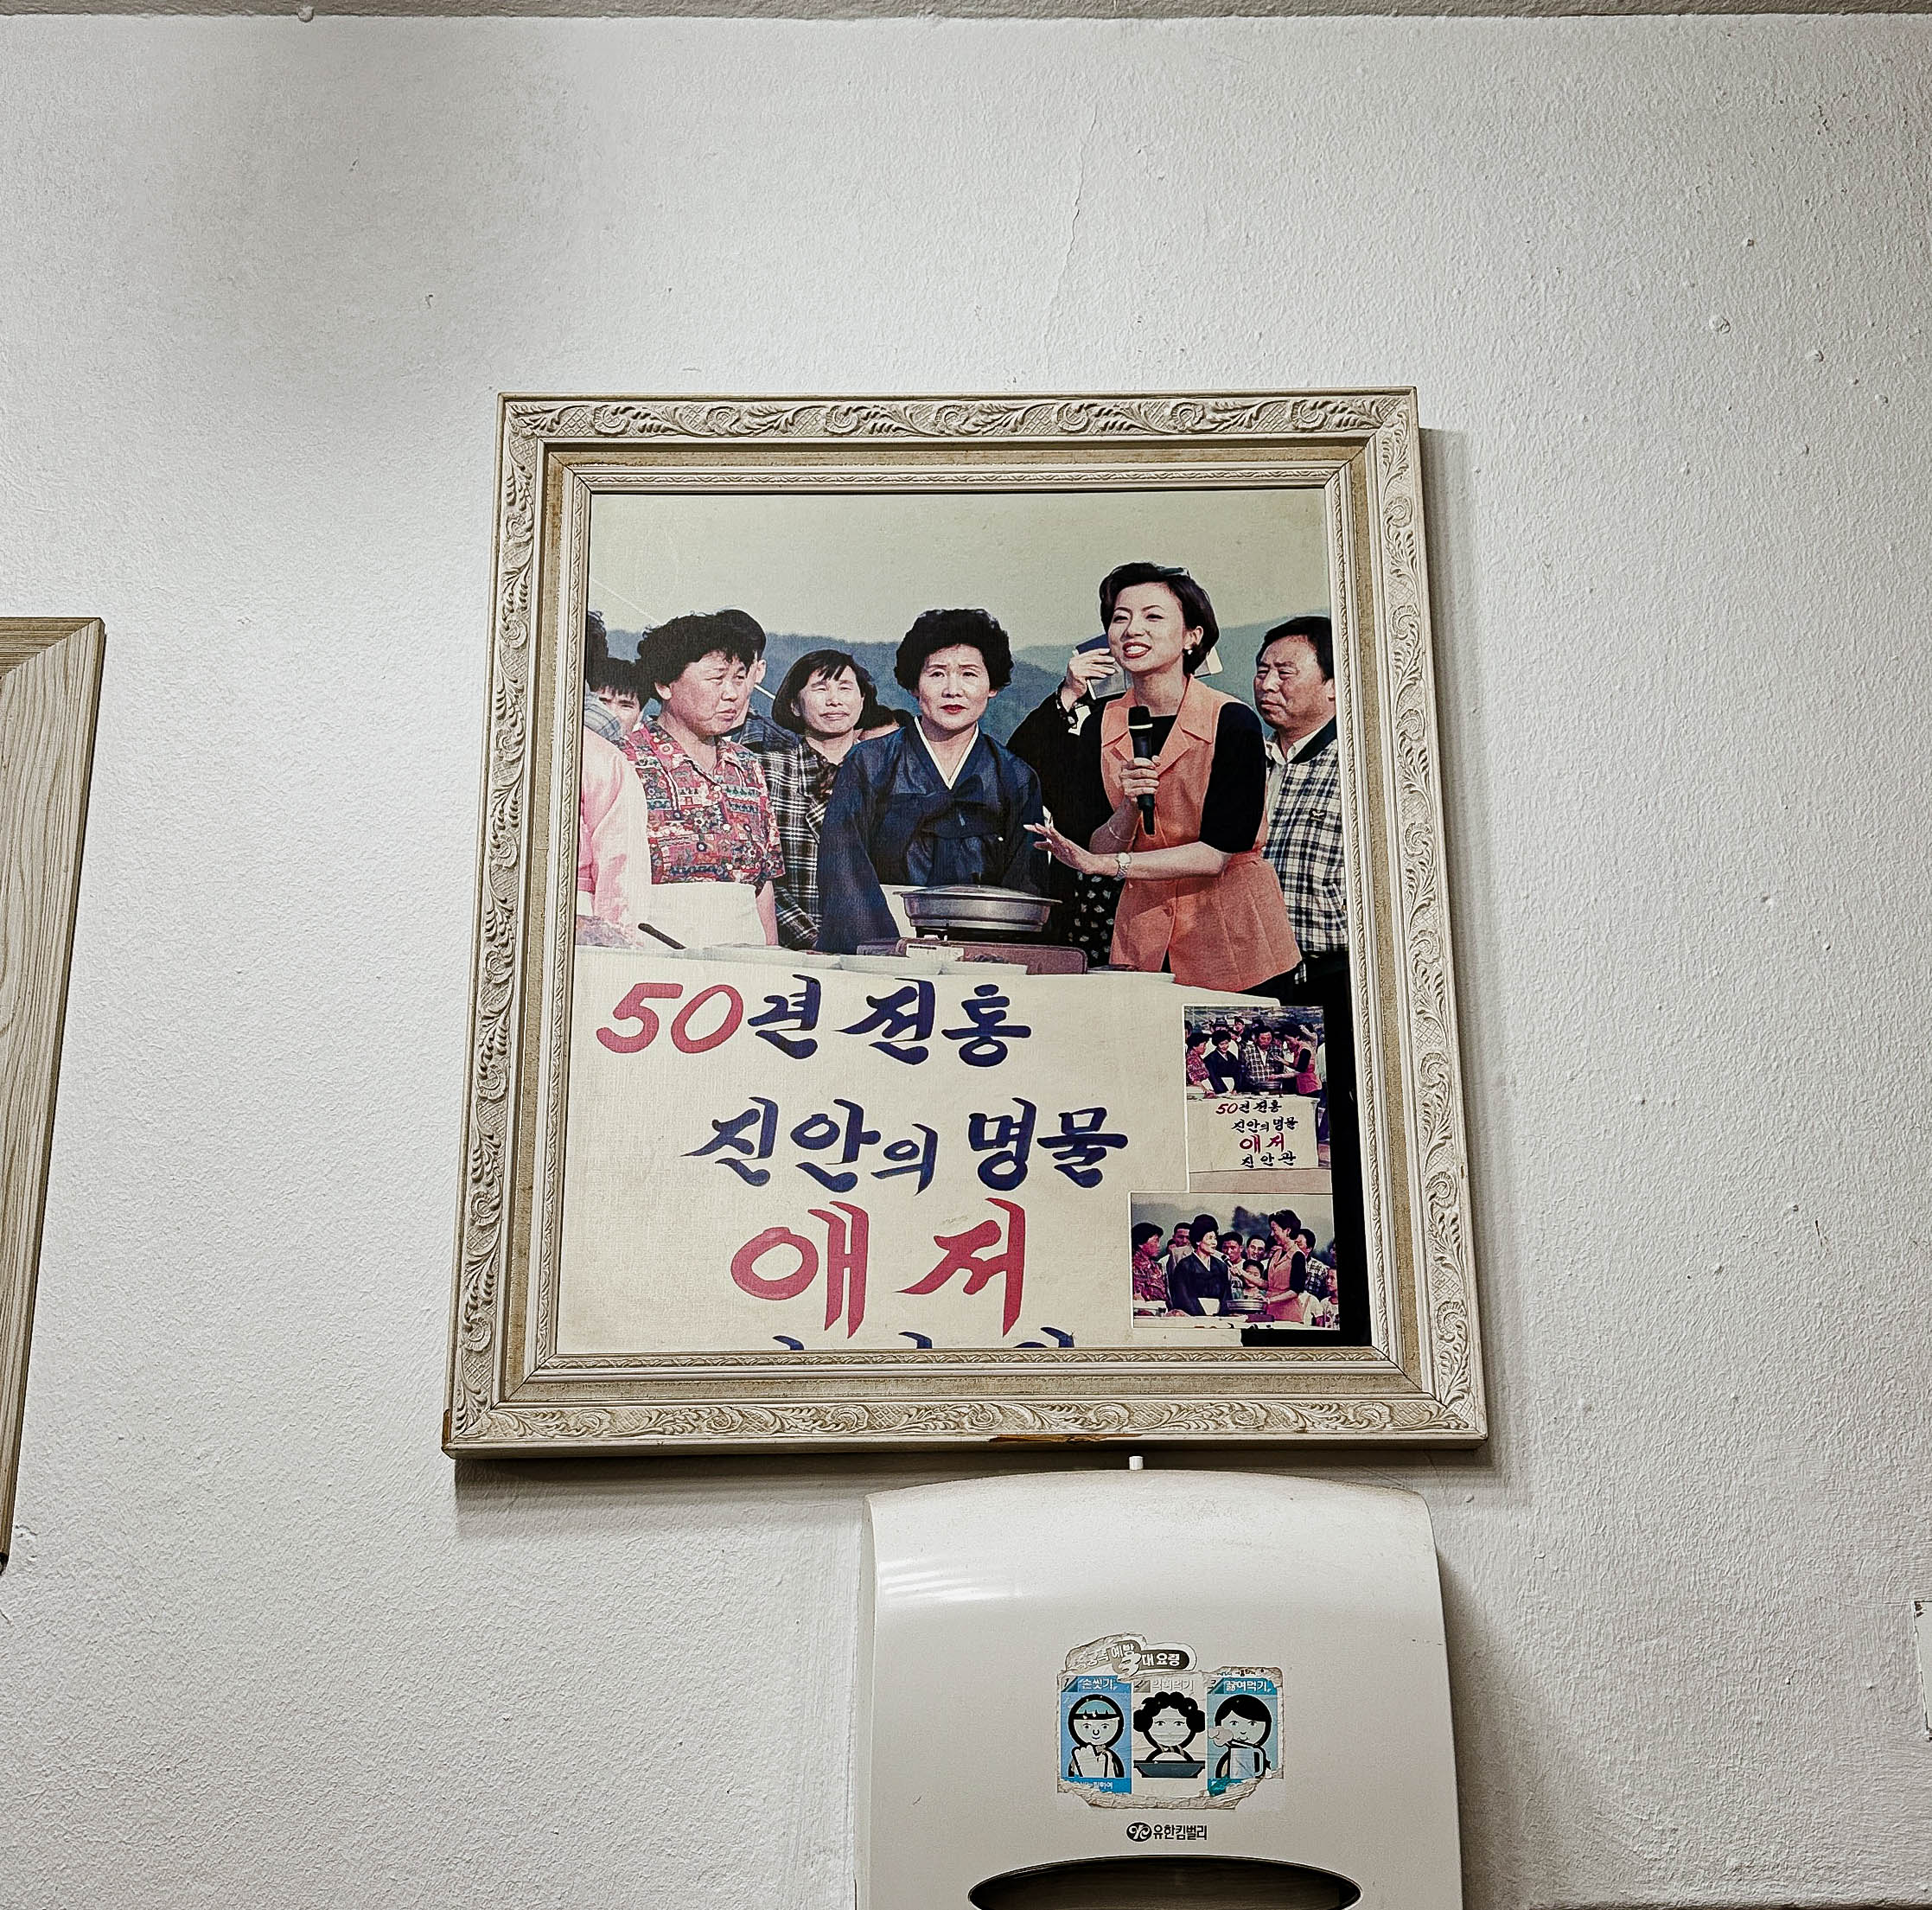 50년 전통
진안의 명물
애저
50년 전통
진안의 명물
애저
진안관
예방 3대 요령
손씻기 익혀먹기 끓여먹기
유한킴벌리